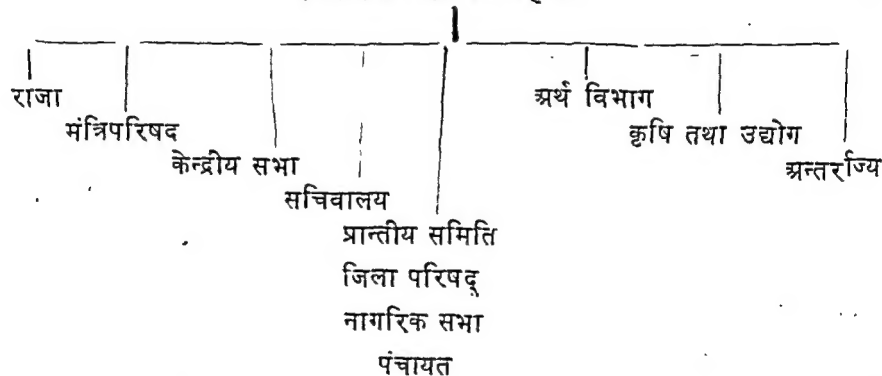 राजा
मंत्रिपरिषद
केन्द्रीय सभा
सचिवालय
प्रान्तीय समिति
जिला परिषद्
नागरिक सभा
पंचायत
अर्थ विभाग
कृषि तथा उद्योग
अन्तर्राज्य